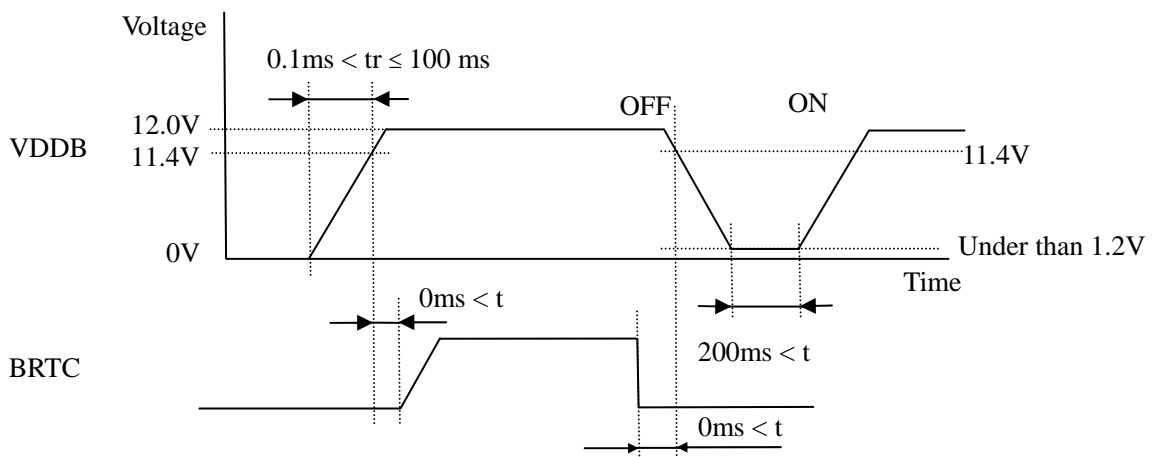 Voltage
0.1ms < tr ≤ 100 ms
OFF
ON
12.0V
VDDB
11.4V
11.4V
0V
Under than 1.2V
Time
0ms < t
200ms < t
BRTC
0ms < t